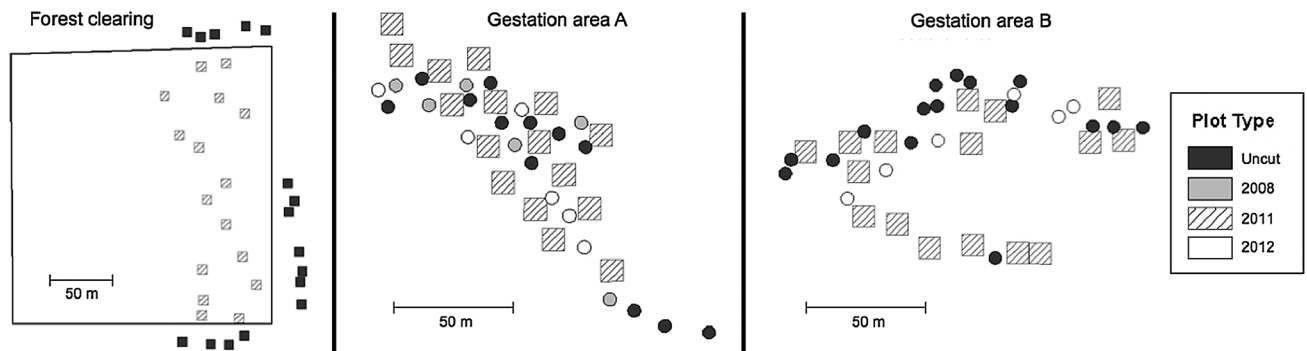 Forest clearing
Gestation area A
Gestation area B
50 m
50 m
50 m
Plot Type
Uncut
2008
2011
2012